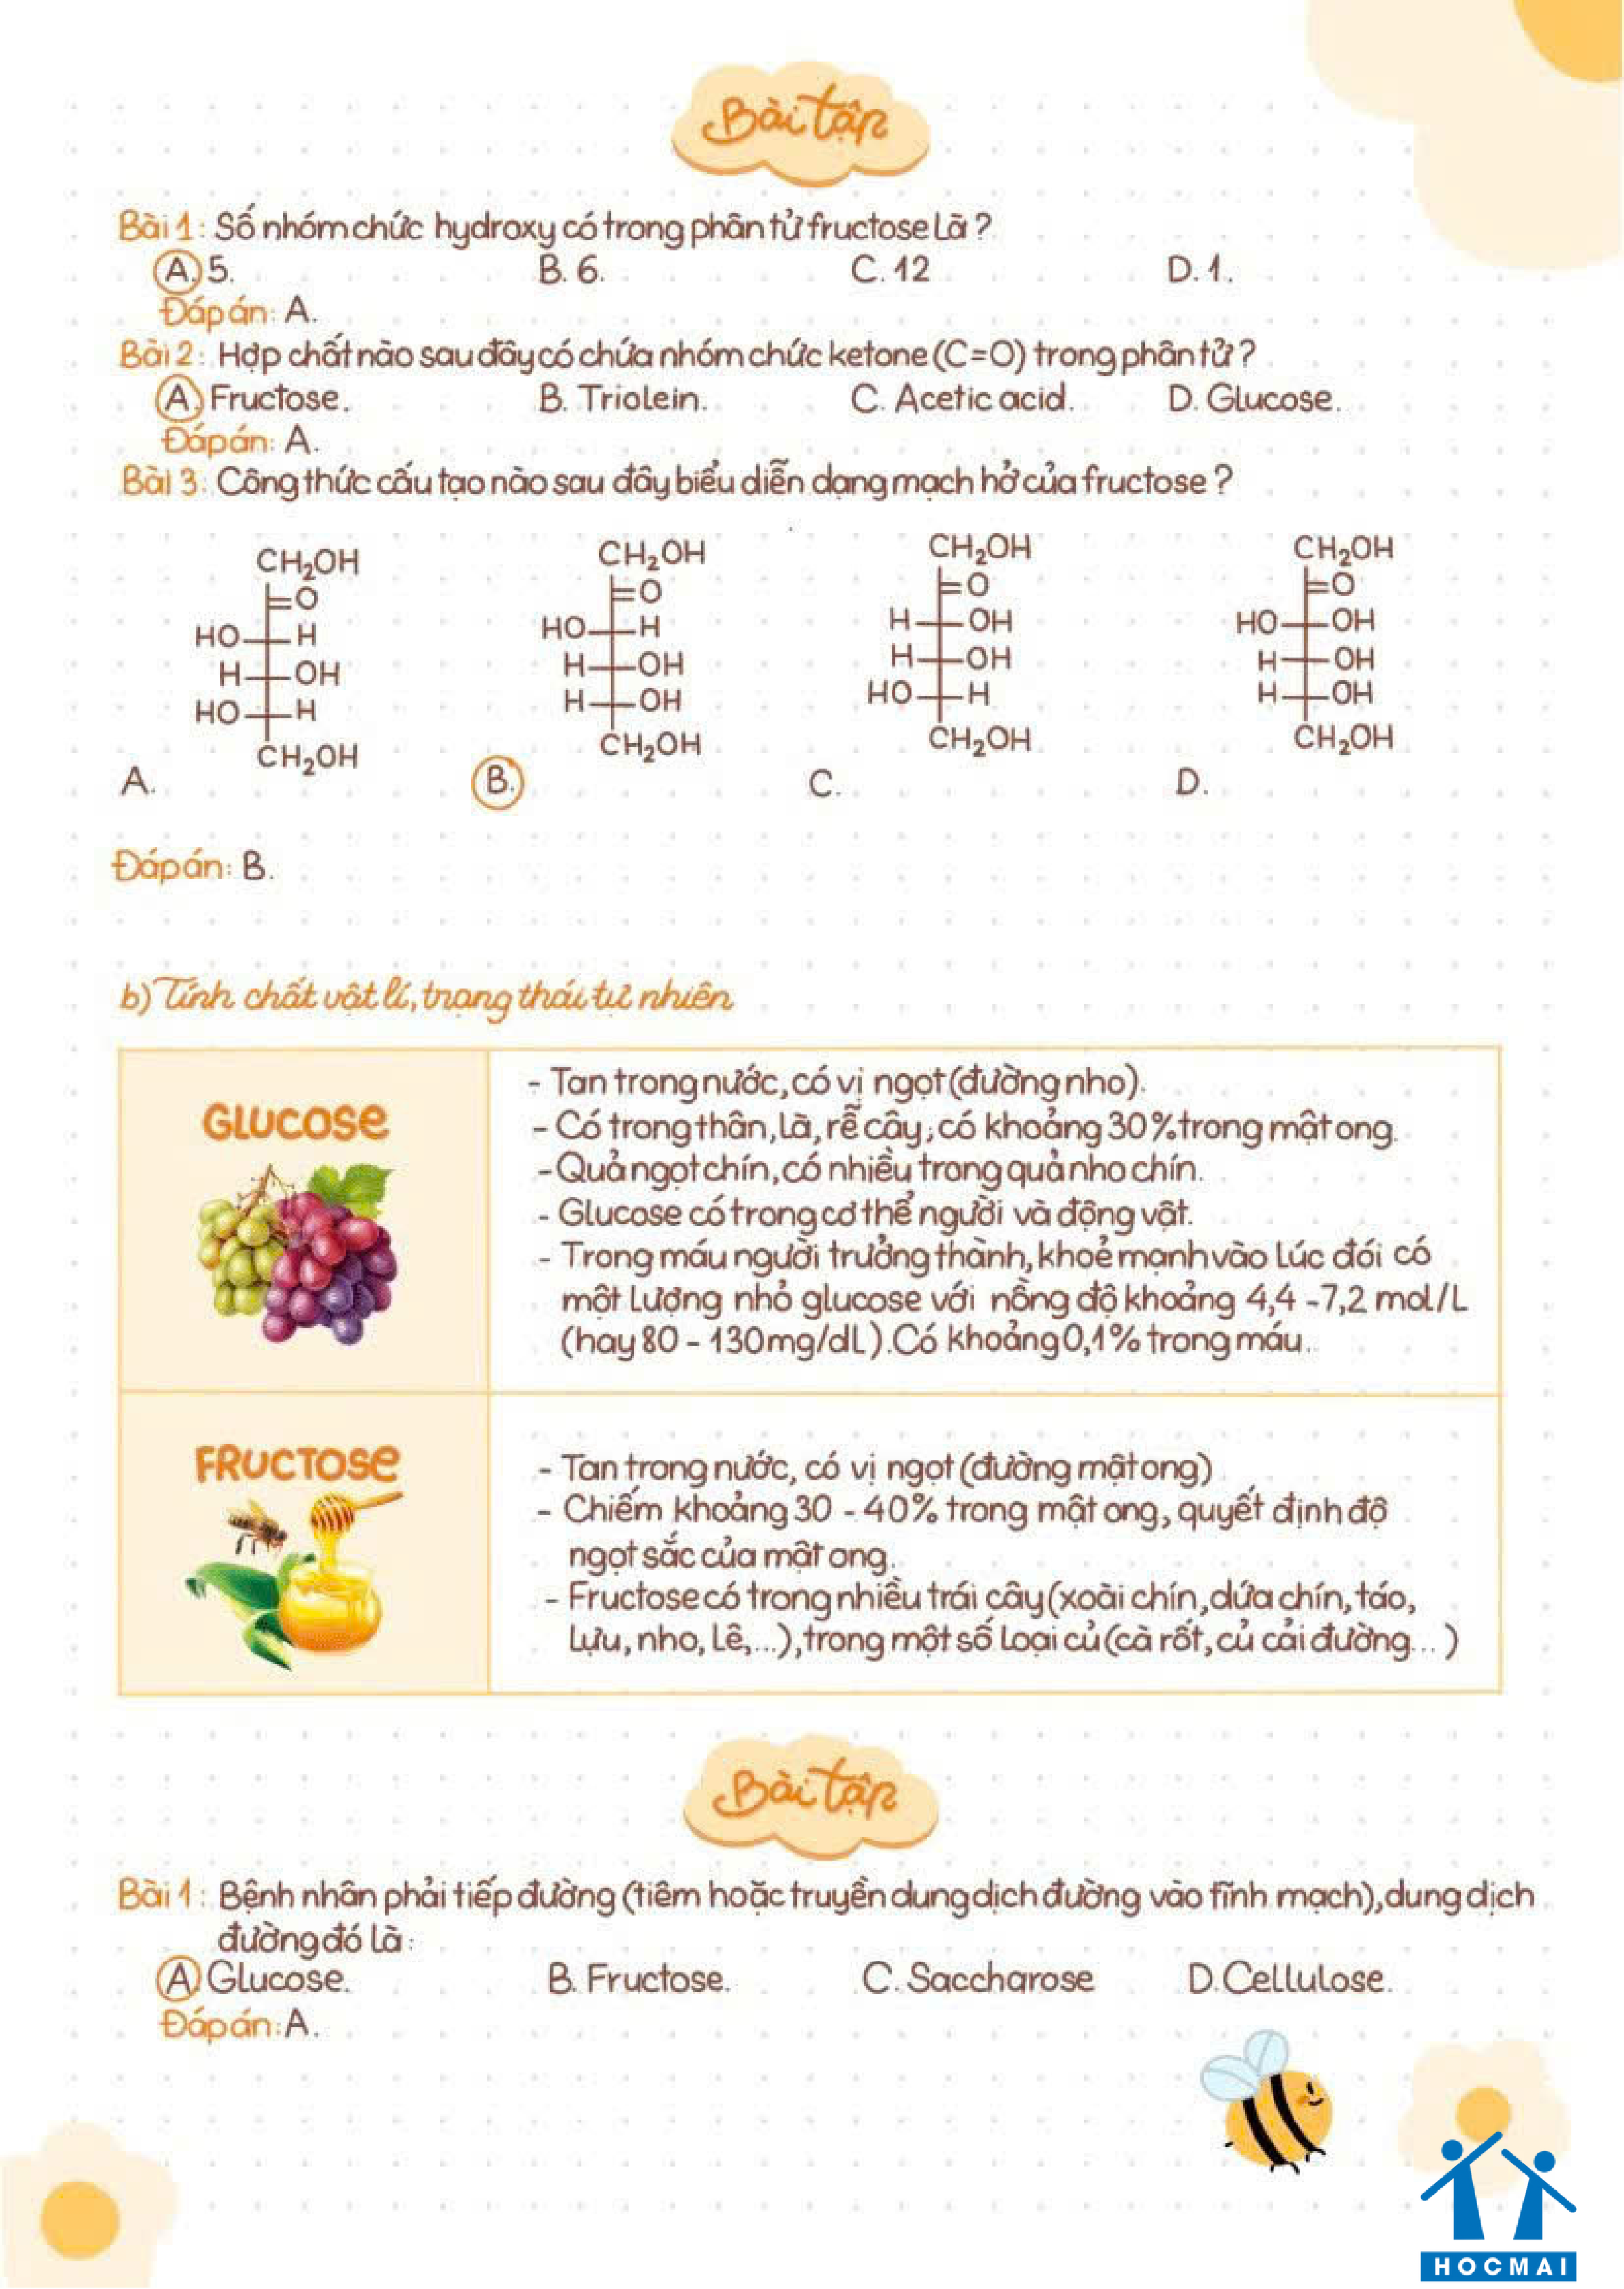 Bài tập
Bài 1: Số nhóm chức hydroxy có trong phân tử fructose là ?
A. 5. B. 6. C. 12 D. 1.
Đáp án: A.
Bài 2: Hợp chất nào sau đây có chứa nhóm chức ketone (C=O) trong phân tử ?
A. Fructose. B. Triolein. C. Acetic acid. D. Glucose.
Đáp án: A.
Bài 3: Công thức cấu tạo nào sau đây biểu diễn dạng mạch hở của fructose ?
CH₂OH CH₂OH CH₂OH CH₂OH
=O =O =O =O
HO H HO H H OH HO OH
H OH H OH H OH H OH
HO H H OH HO H H OH
CH₂OH CH₂OH CH₂OH CH₂OH
A. B. C. D.
Đáp án: B.
b) Tính chất vật lí, trạng thái tự nhiên
GLUCOSE
- Tan trong nước, có vị ngọt (đường nho).
- Có trong thân, là, rễ cây; có khoảng 30% trong mật ong.
- Quả ngọt chín, có nhiều trong quả nho chín.
- Glucose có trong cơ thể người và động vật.
- Trong máu người trưởng thành, khoẻ mạnh vào lúc đói có
một lượng nhỏ glucose với nồng độ khoảng 4,4 -7,2 mol/L
(hay 80 - 130mg/dL). Có khoảng 0,1% trong máu.
FRUCTOSE
- Tan trong nước, có vị ngọt (đường mật ong)
- Chiếm khoảng 30 - 40% trong mật ong, quyết định độ
ngọt sắc của mật ong.
- Fructose có trong nhiều trái cây (xoài chín, dứa chín, táo,
lựu, nho, lê,...), trong một số loại củ (cà rốt, củ cải đường... )
Bài tập
Bài 1: Bệnh nhân phải tiếp đường (tiêm hoặc truyền dung dịch đường vào tĩnh mạch), dung dịch
đường đó là:
A Glucose. B. Fructose. C. Saccharose D. Cellulose.
Đáp án: A.
HOCMAI